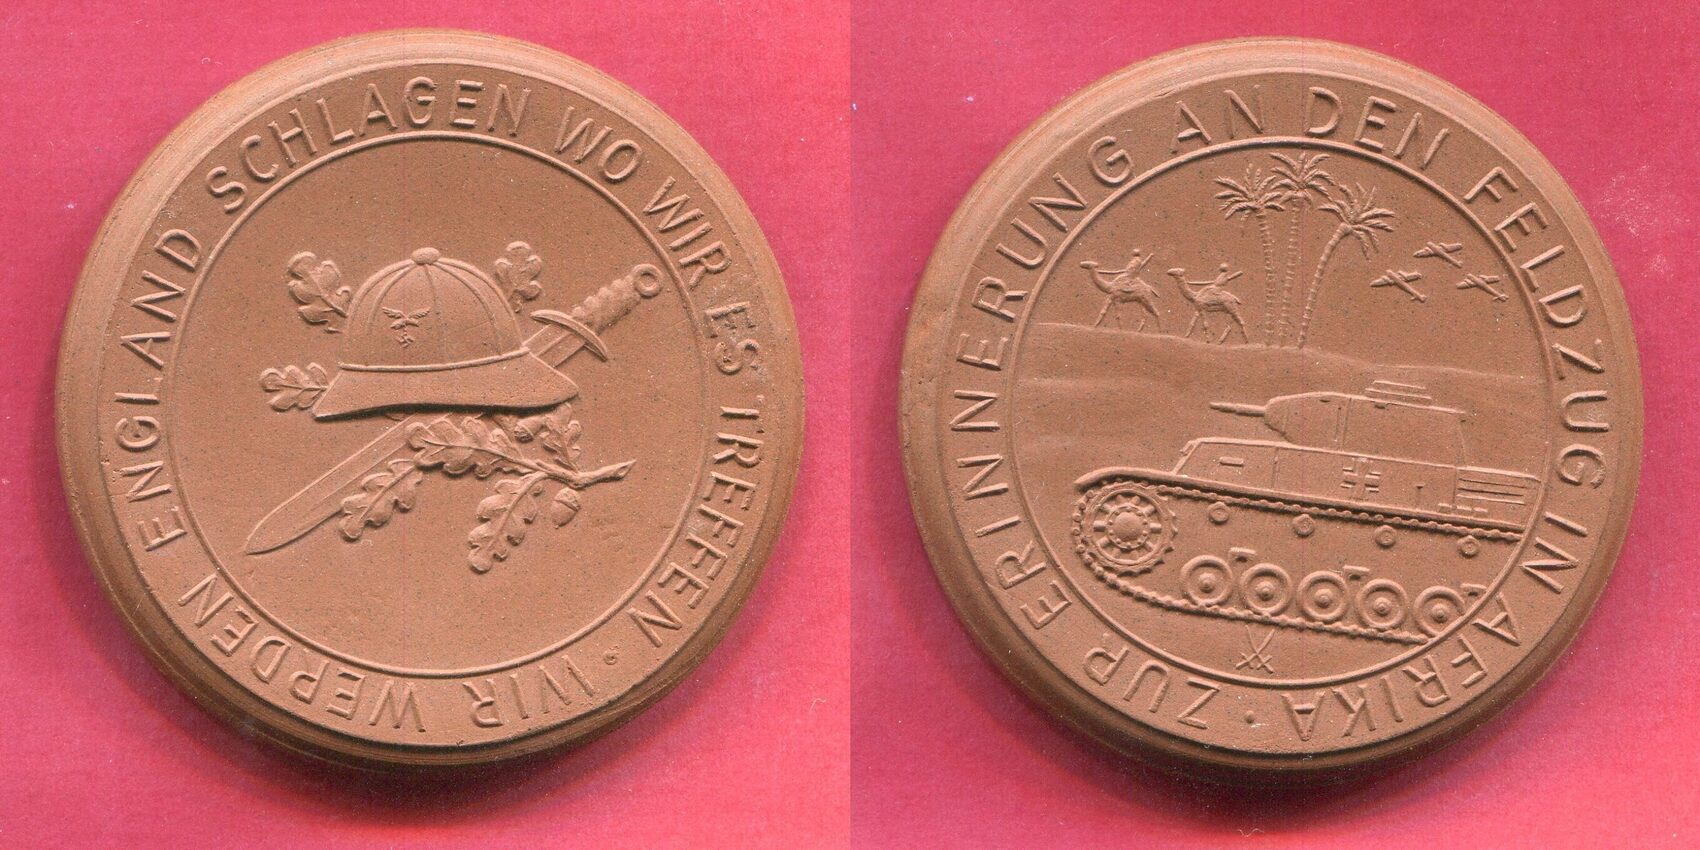 WIR WERDEN ENGLAND SCHLAGEN WO WIR ES TREFFEN ·
ZUR ERINNERUNG AN DEN FELDZUG IN AFRIKA ·